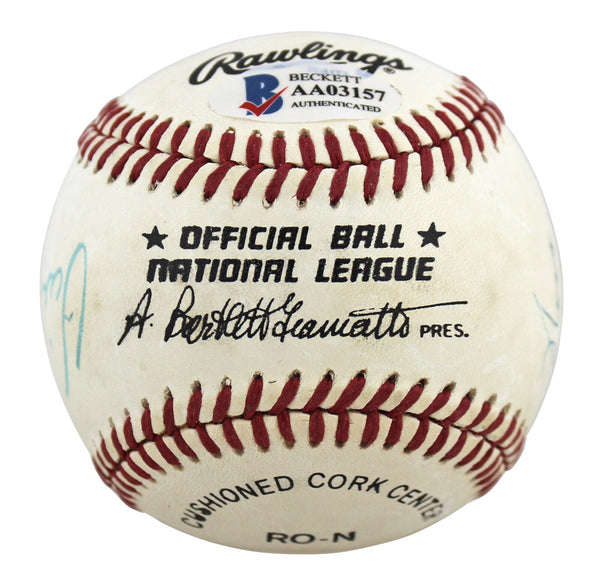 Rawlings
BECKETT
AA03157
AUTHENTICATED
★ OFFICIAL BALL ★
NATIONAL LEAGUE
A. Bartlett Giamatti PRES.
CUSHIONED CORK CENTER
RO-N